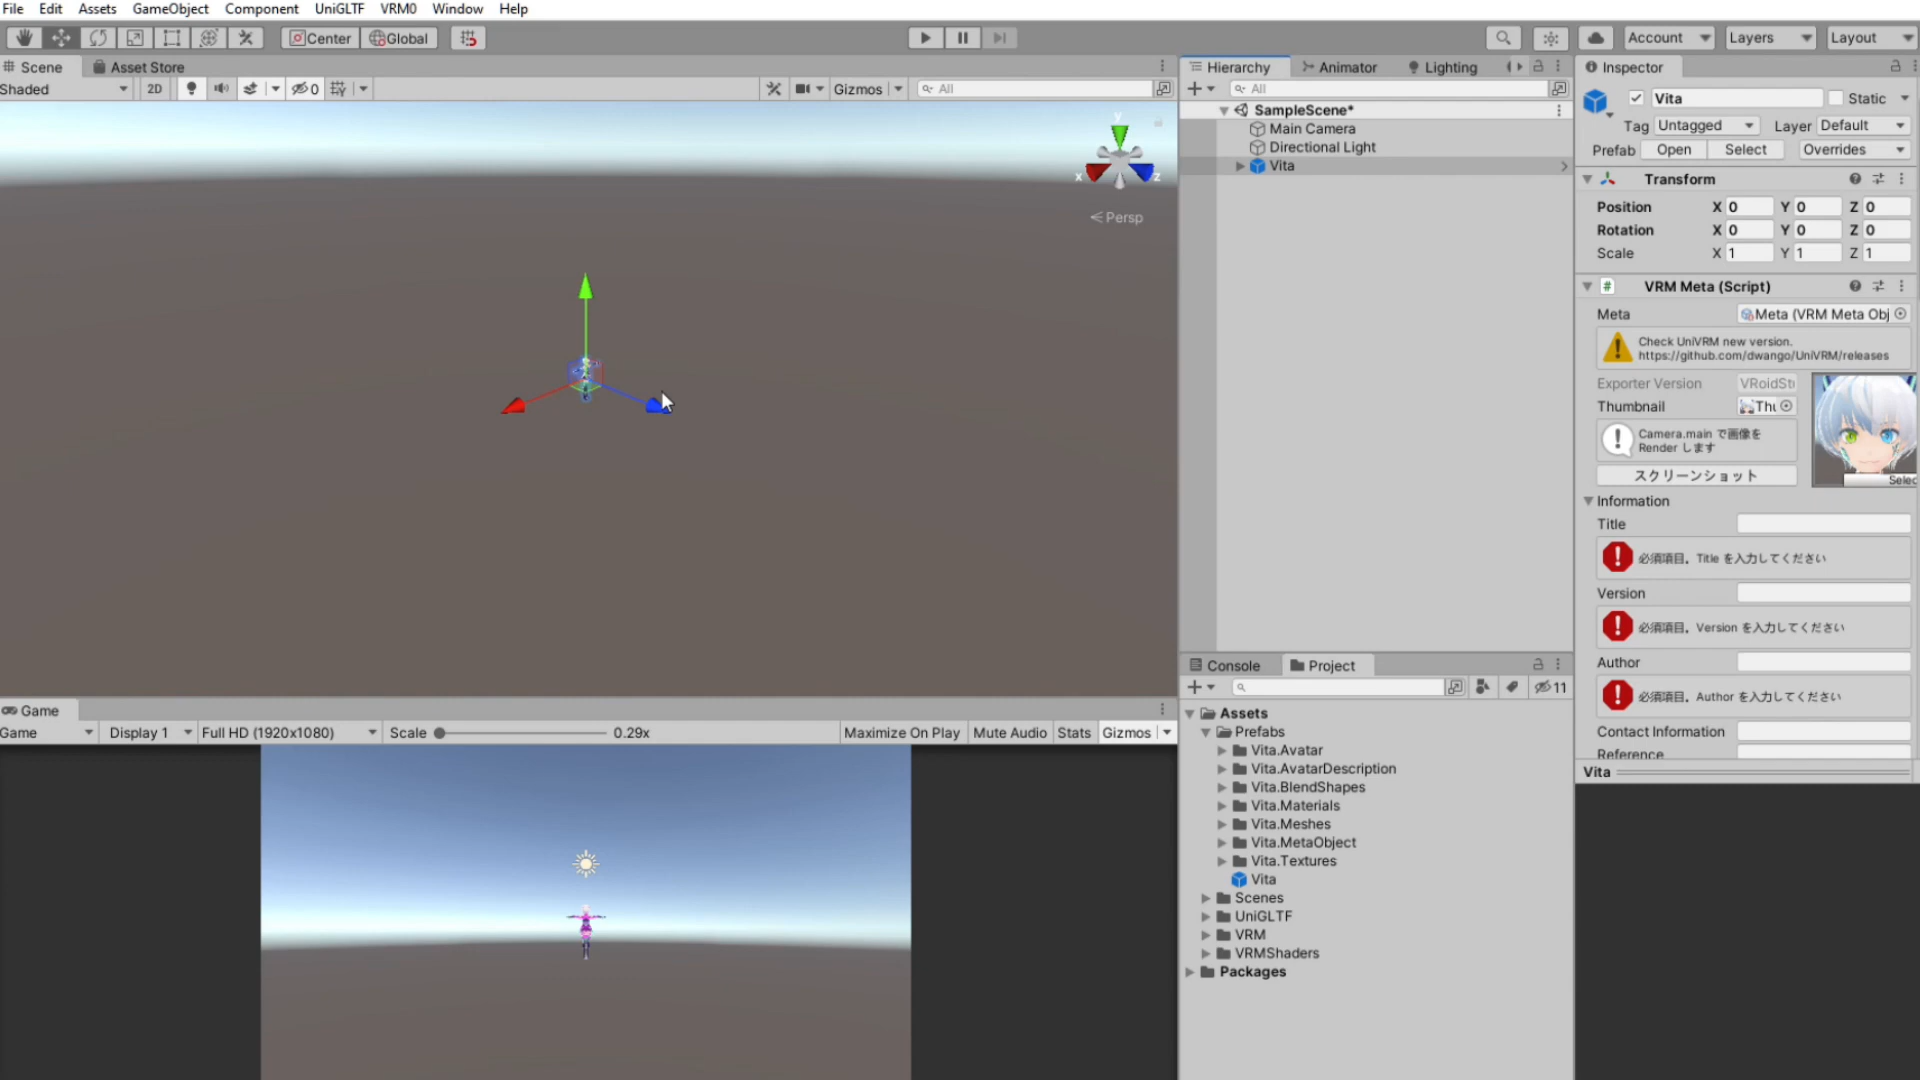 File Edit Assets GameObject Component UniGLTF VRM0 Window Help
Center Global
Account Layers Layout
Scene Asset Store
Shaded 2D 0 Gizmos All
y
x z
Persp
Hierarchy Animator Lighting
All
SampleScene*
Main Camera
Directional Light
Vita
Inspector
Vita Static
Tag Untagged Layer Default
Prefab Open Select Overrides
Transform
Position X 0 Y 0 Z 0
Rotation X 0 Y 0 Z 0
Scale X 1 Y 1 Z 1
# VRM Meta (Script)
Meta Meta (VRM Meta Obj
Check UniVRM new version.
https://github.com/dwango/UniVRM/releases
Exporter Version VRoidStu
Thumbnail Thu
Camera.main で画像を
Render します
スクリーンショット
Selec
Information
Title
必須項目。Title を入力してください
Version
必須項目。Version を入力してください
Author
必須項目。Author を入力してください
Contact Information
Reference
Vita
Console Project
11
Assets
Prefabs
Vita.Avatar
Vita.AvatarDescription
Vita.BlendShapes
Vita.Materials
Vita.Meshes
Vita.MetaObject
Vita.Textures
Vita
Scenes
UniGLTF
VRM
VRMShaders
Packages
Game
Game Display 1 Full HD (1920x1080) Scale 0.29x Maximize On Play Mute Audio Stats Gizmos